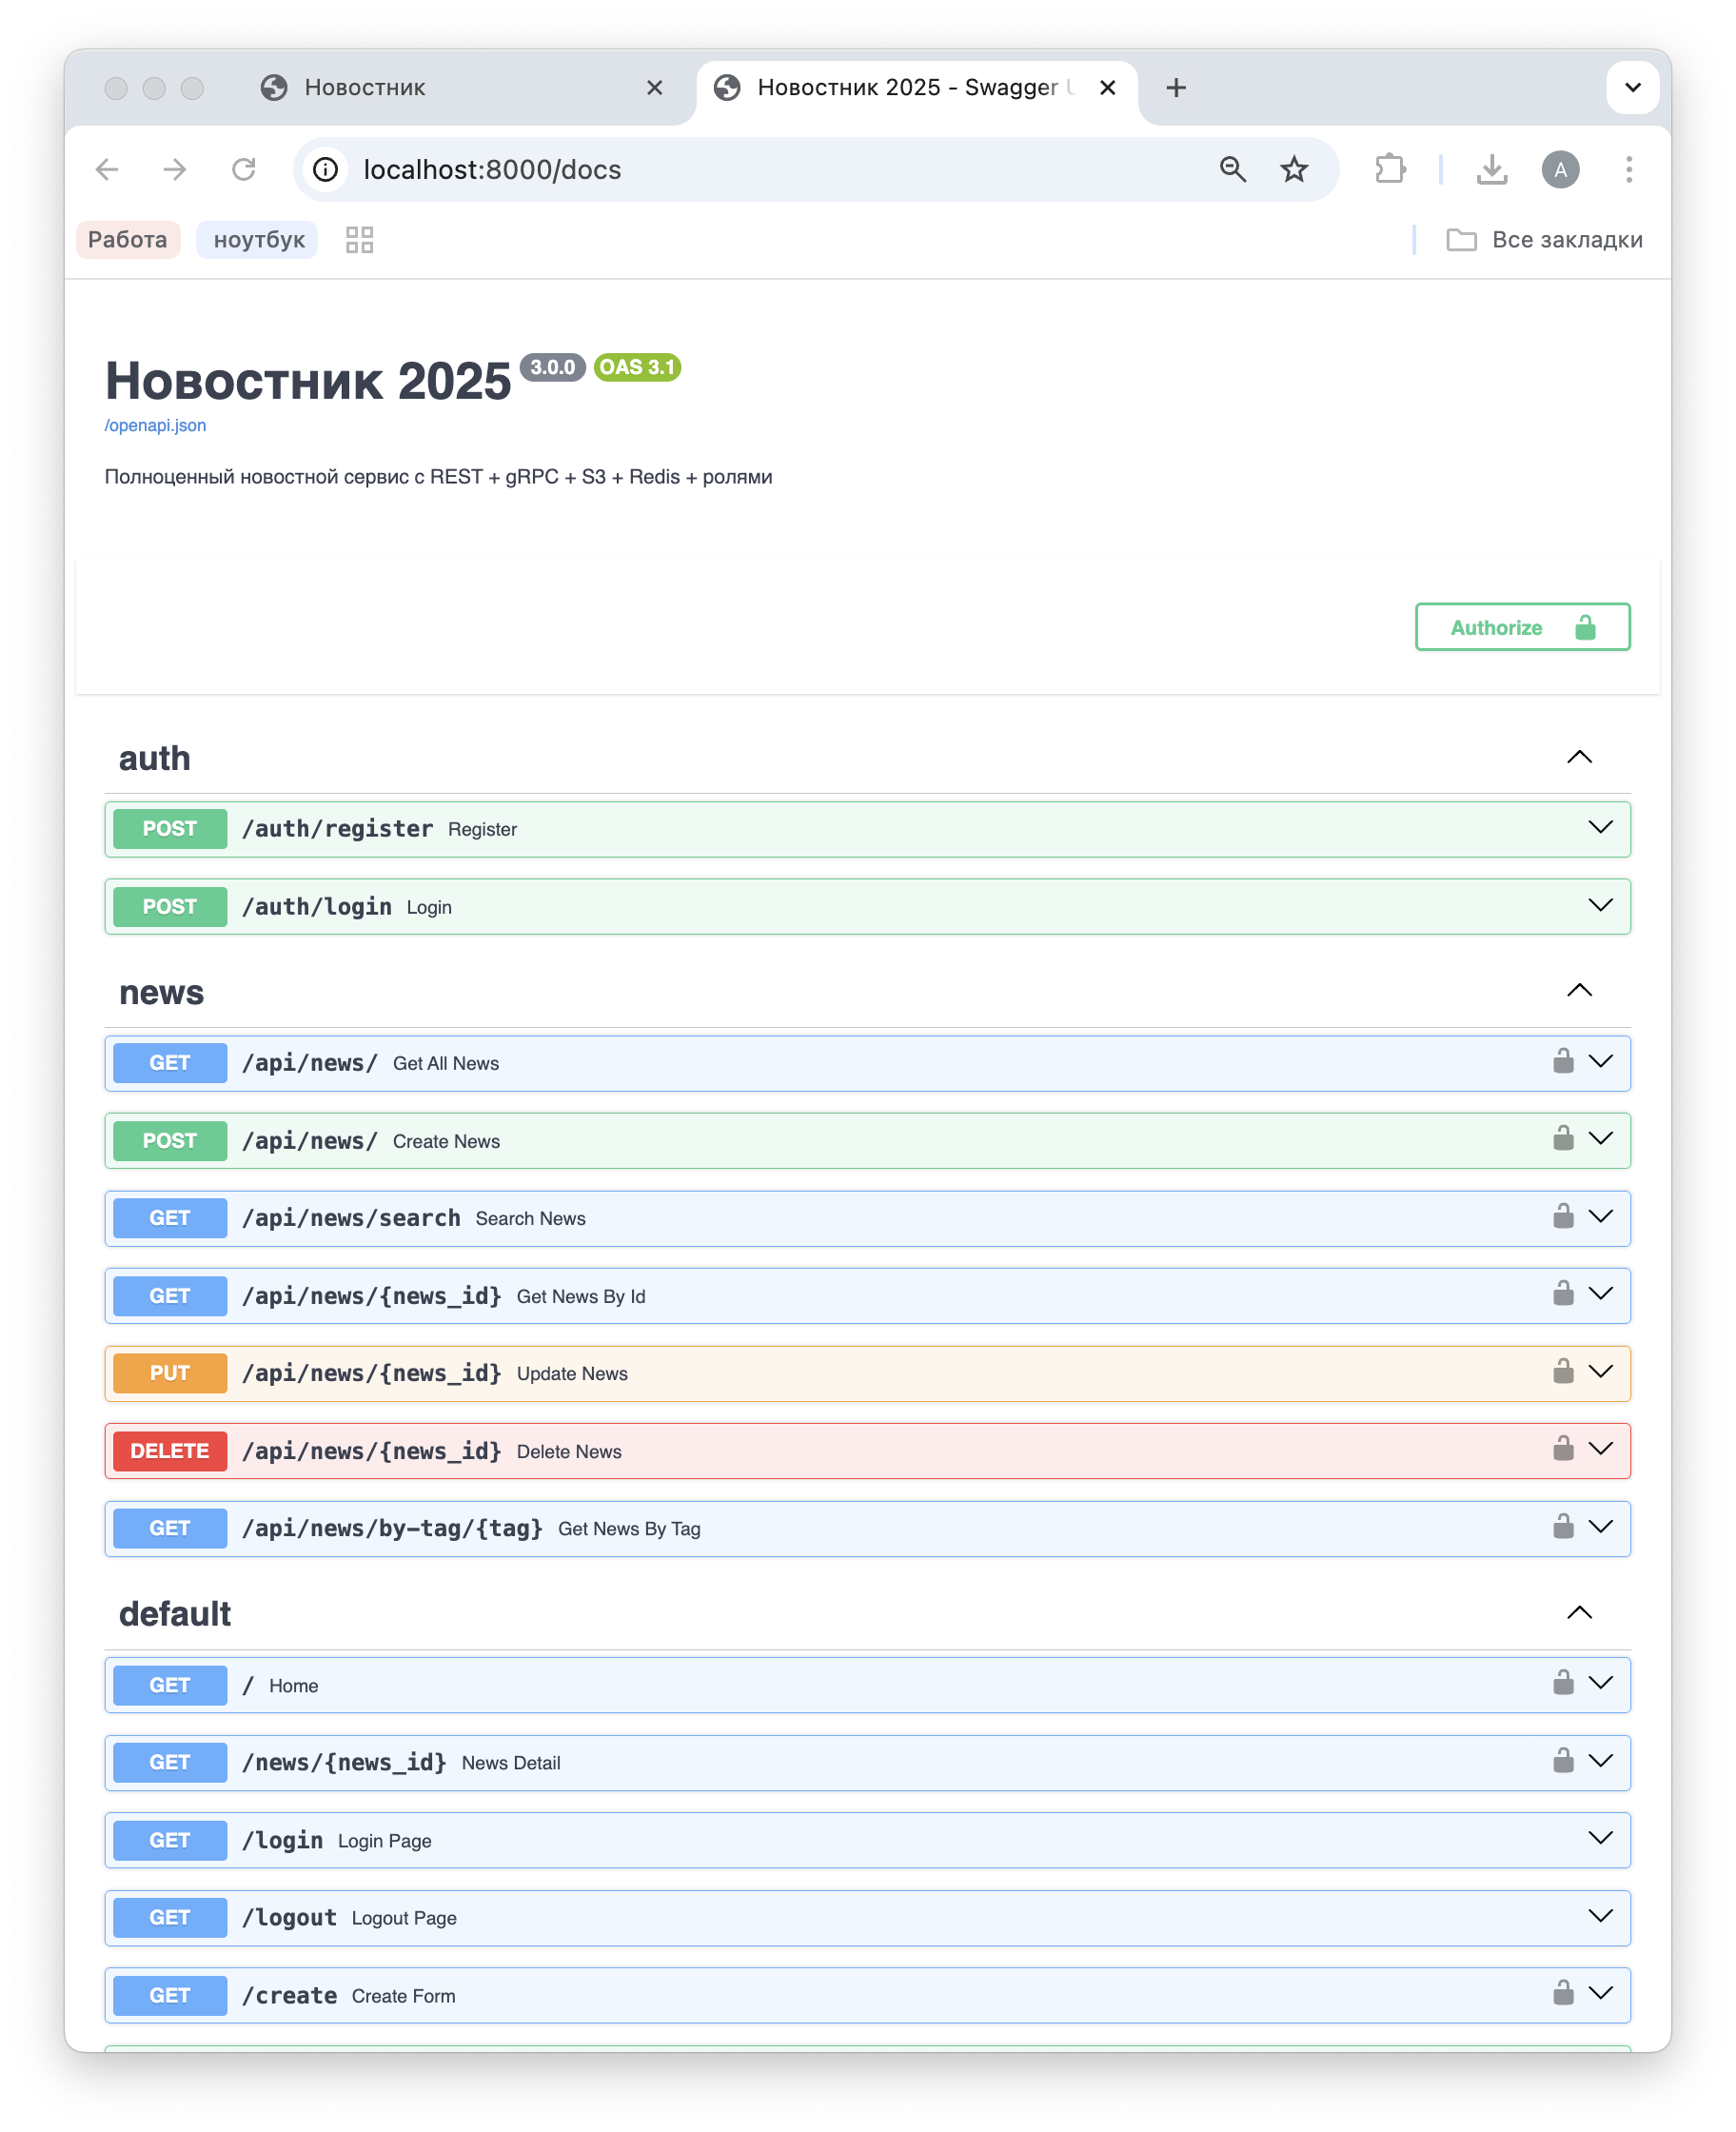 Новостник
Новостник 2025 - Swagger U
localhost:8000/docs
A
Работа
ноутбук
Все закладки
Новостник 2025 3.0.0 OAS 3.1
/openapi.json
Полноценный новостной сервис с REST + gRPC + S3 + Redis + ролями
Authorize
auth
POST /auth/register Register
POST /auth/login Login
news
GET /api/news/ Get All News
POST /api/news/ Create News
GET /api/news/search Search News
GET /api/news/{news_id} Get News By Id
PUT /api/news/{news_id} Update News
DELETE /api/news/{news_id} Delete News
GET /api/news/by-tag/{tag} Get News By Tag
default
GET / Home
GET /news/{news_id} News Detail
GET /login Login Page
GET /logout Logout Page
GET /create Create Form